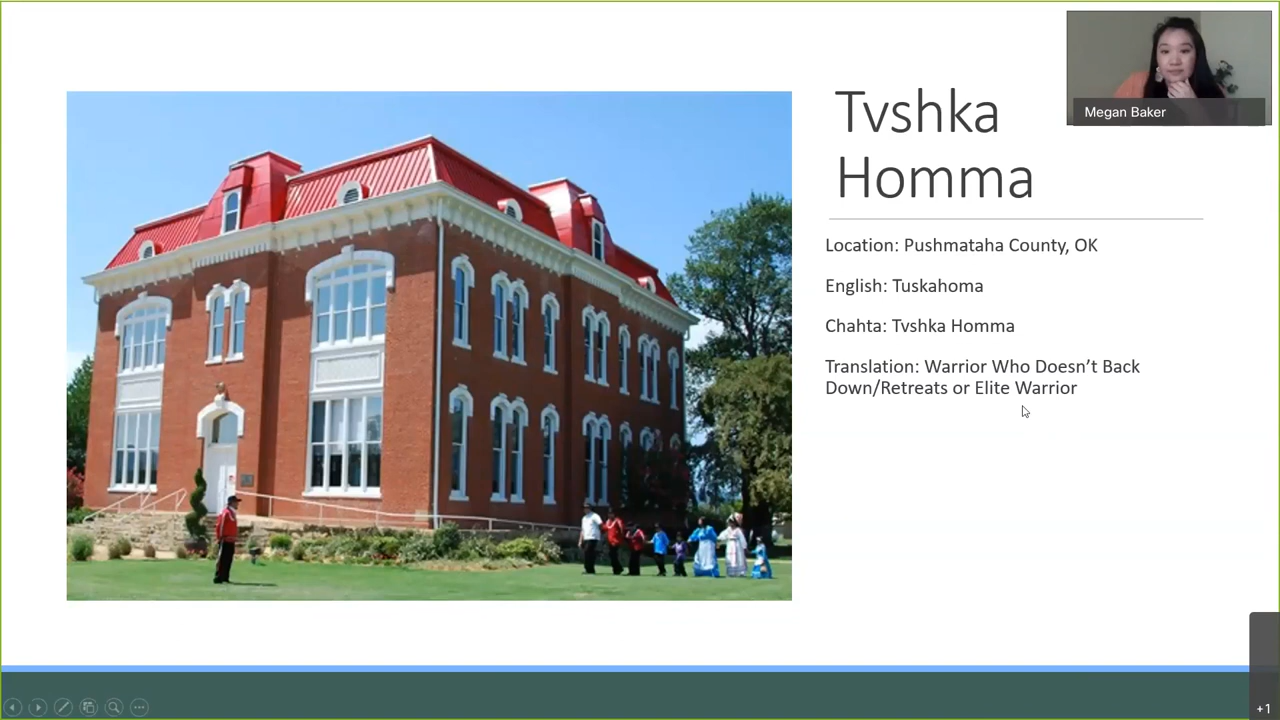 Tvshka
Homma
Megan Baker
Location: Pushmataha County, OK
English: Tuskahoma
Chahta: Tvshka Homma
Translation: Warrior Who Doesn’t Back
Down/Retreats or Elite Warrior
+1